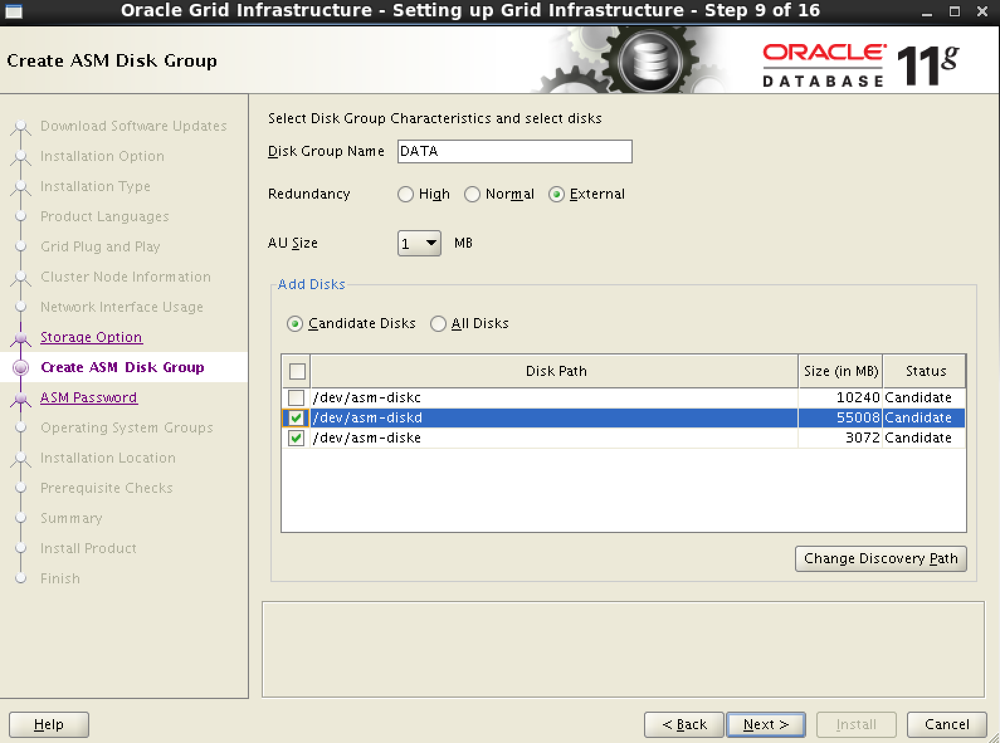 Oracle Grid Infrastructure - Setting up Grid Infrastructure - Step 9 of 16
Create ASM Disk Group
ORACLE
DATABASE
11g
Download Software Updates
Installation Option
Installation Type
Product Languages
Grid Plug and Play
Cluster Node Information
Network Interface Usage
Storage Option
Create ASM Disk Group
ASM Password
Operating System Groups
Installation Location
Prerequisite Checks
Summary
Install Product
Finish
Select Disk Group Characteristics and select disks
Disk Group Name DATA
Redundancy High Normal External
AU Size 1 MB
Add Disks
Candidate Disks All Disks
Disk Path Size (in MB) Status
/dev/asm-diskc 10240 Candidate
/dev/asm-diskd 55008 Candidate
/dev/asm-diske 3072 Candidate
Change Discovery Path
Help < Back Next > Install Cancel